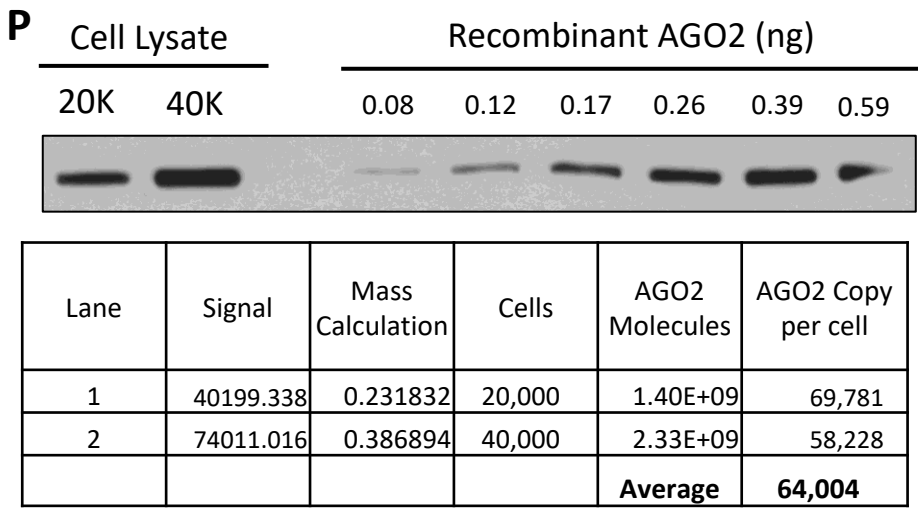 P
Cell Lysate Recombinant AGO2 (ng)
20K 40K 0.08 0.12 0.17 0.26 0.39 0.59
Lane Signal Mass Calculation Cells AGO2 Molecules AGO2 Copy per cell
1 40199.338 0.231832 20,000 1.40E+09 69,781
2 74011.016 0.386894 40,000 2.33E+09 58,228
Average 64,004